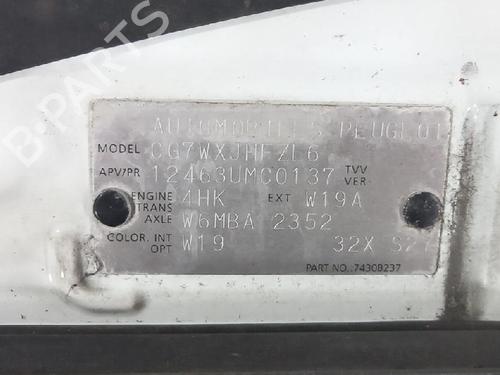 B-PARTS
AUTOMOBILES PEUGEOT
MODEL CG7WXJHFZL6
APV/PR 12463UMC0137 TVV
VER
ENGINE 4HK EXT W19A
TRANS
AXLE W6MBA 2352
COLOR. INT W19 32X S27
OPT
PART NO.:7430B237